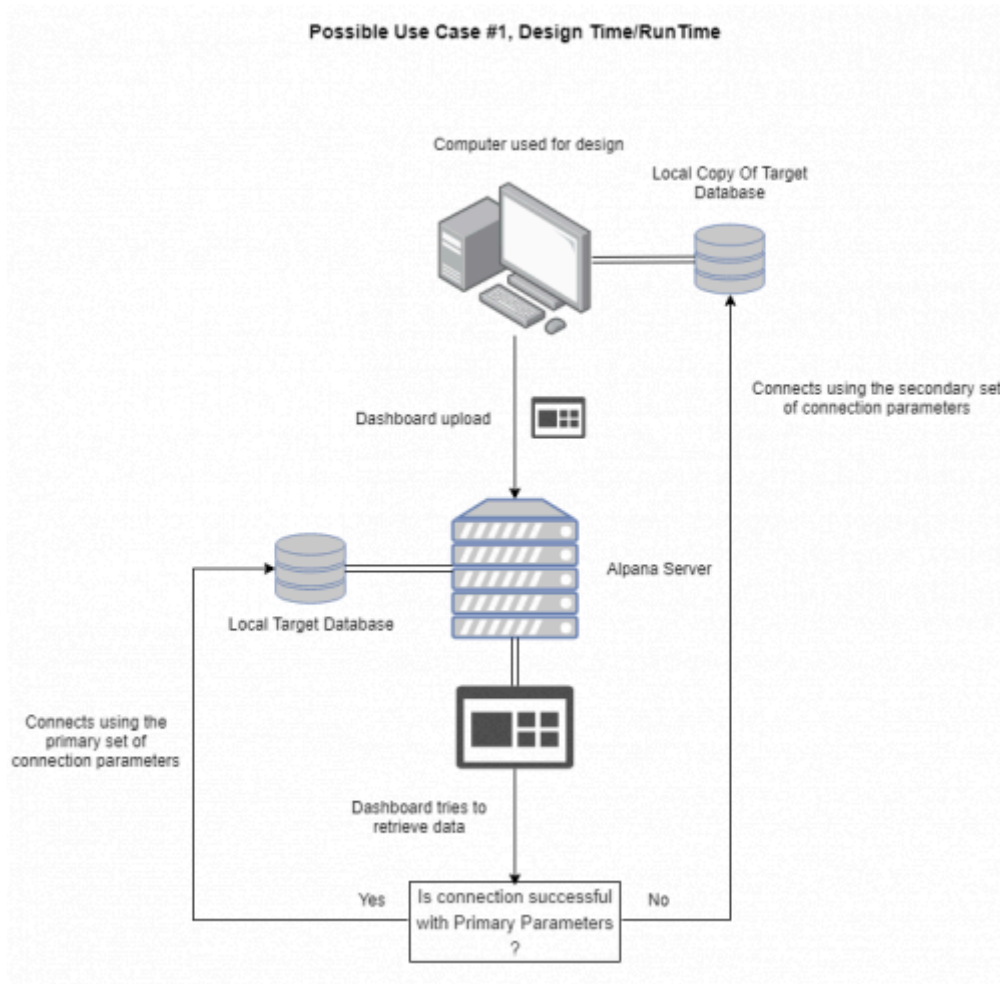 Possible Use Case #1, Design Time/RunTime
Computer used for design
Local Copy Of Target
Database
Connects using the secondary set
of connection parameters
Dashboard upload
Alpana Server
Local Target Database
Connects using the
primary set of
connection parameters
Dashboard tries to
retrieve data
Yes
Is connection successful
with Primary Parameters
?
No